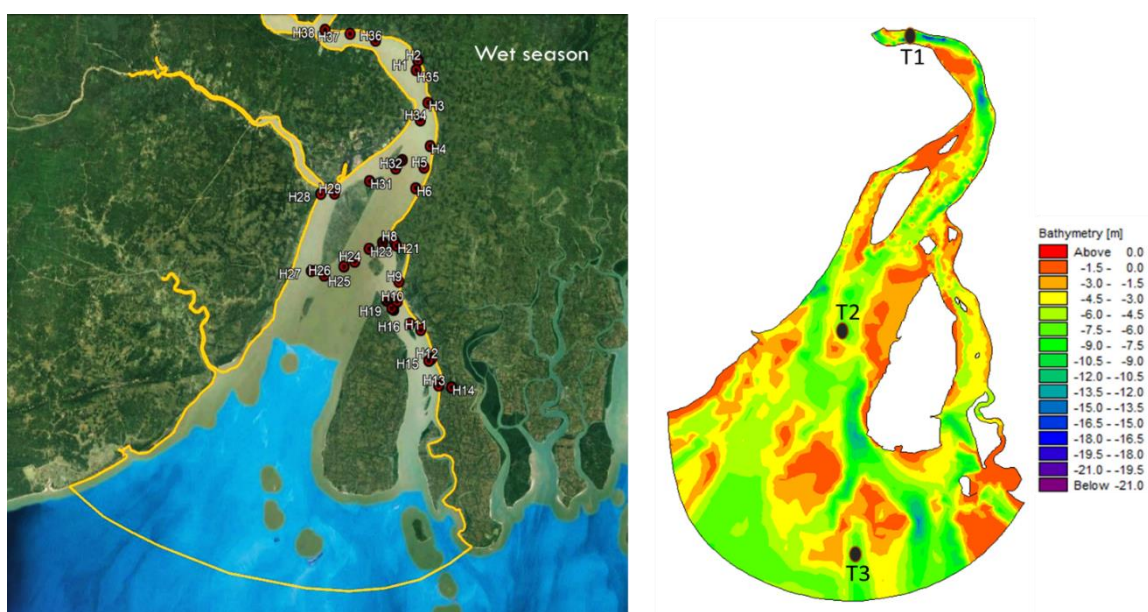 Wet season
H38
H37
H36
H2
H1
H35
H3
H34
H4
H32
H5
H31
H6
H28
H29
H8
H23
H21
H24
H26
H27
H25
H9
H10
H19
H16
H11
H12
H15
H13
H14
T1
T2
T3
Bathymetry [m]
Above 0.0
-1.5 - 0.0
-3.0 - -1.5
-4.5 - -3.0
-6.0 - -4.5
-7.5 - -6.0
-9.0 - -7.5
-10.5 - -9.0
-12.0 - -10.5
-13.5 - -12.0
-15.0 - -13.5
-16.5 - -15.0
-18.0 - -16.5
-19.5 - -18.0
-21.0 - -19.5
Below -21.0